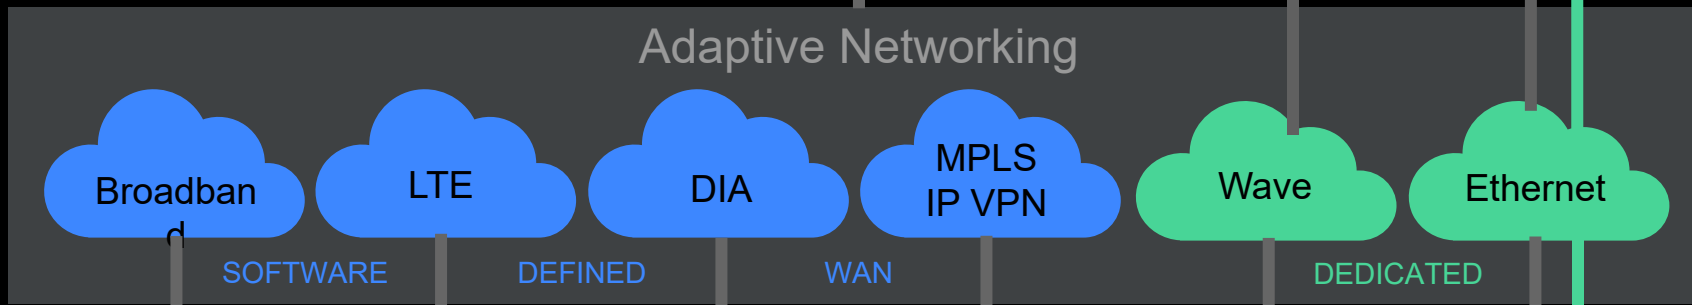 Adaptive Networking
Broadban
d
LTE
DIA
MPLS
IP VPN
Wave
Ethernet
SOFTWARE DEFINED WAN
DEDICATED